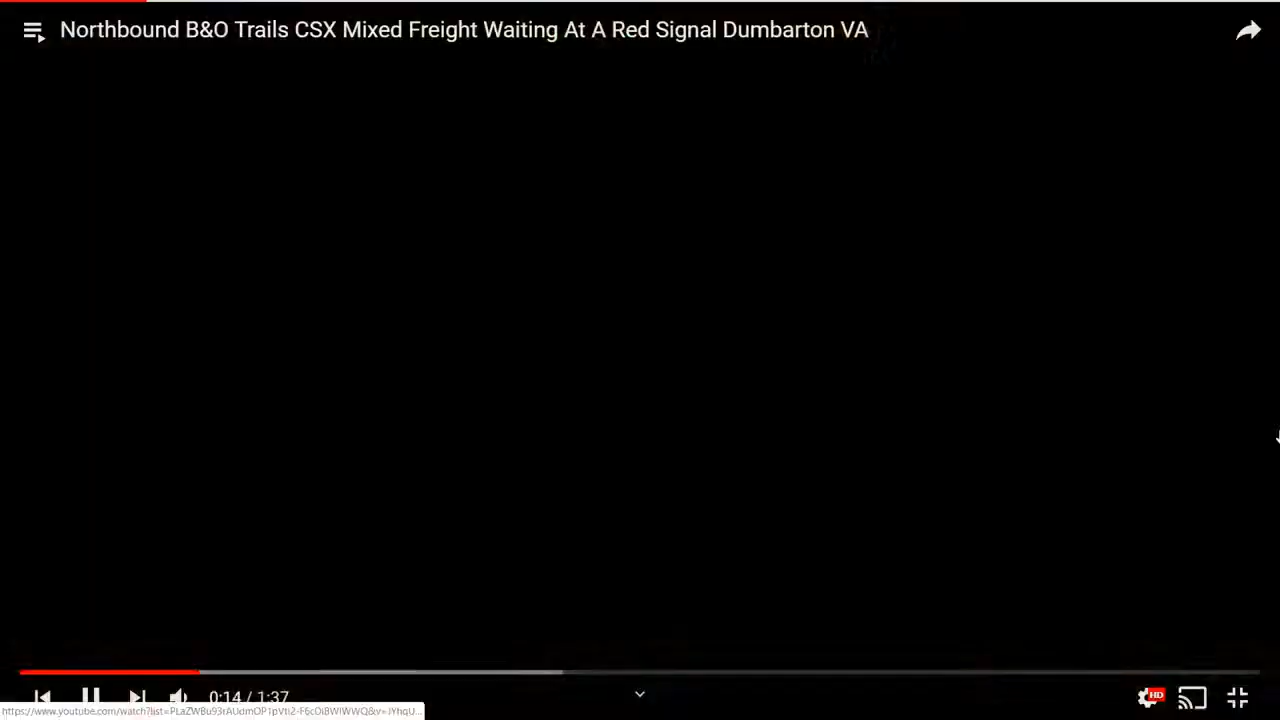 Northbound B&O Trails CSX Mixed Freight Waiting At A Red Signal Dumbarton VA
0:14 / 1:37
HD